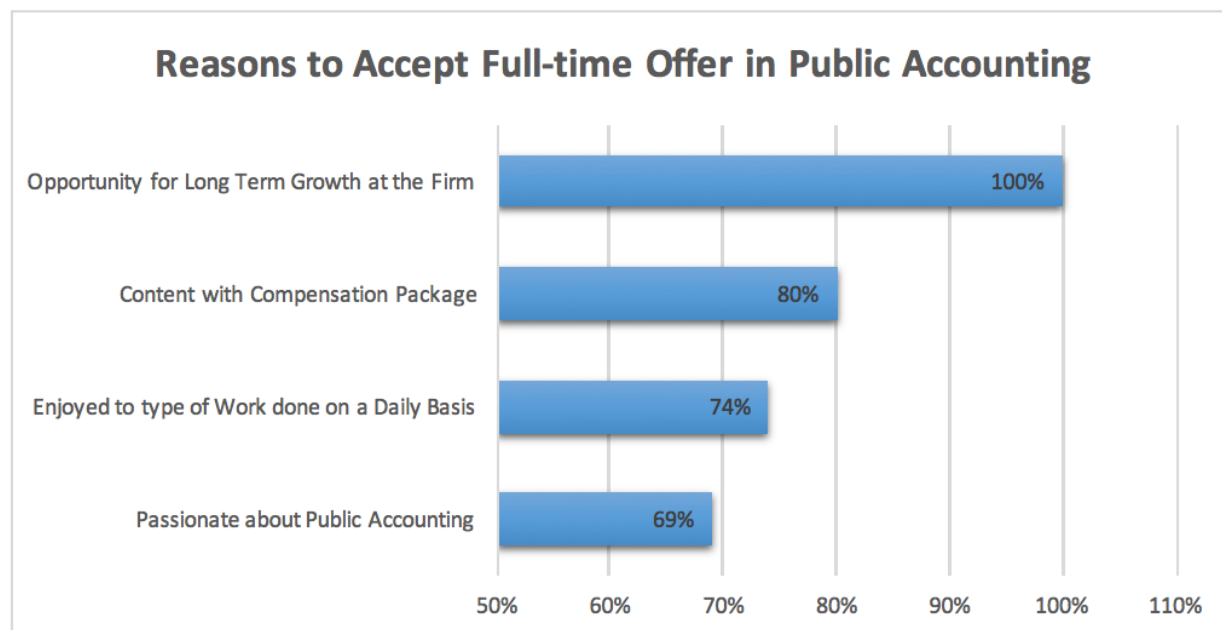 Reasons to Accept Full-time Offer in Public Accounting
Opportunity for Long Term Growth at the Firm
100%
Content with Compensation Package
80%
Enjoyed to type of Work done on a Daily Basis
74%
Passionate about Public Accounting
69%
50% 60% 70% 80% 90% 100% 110%